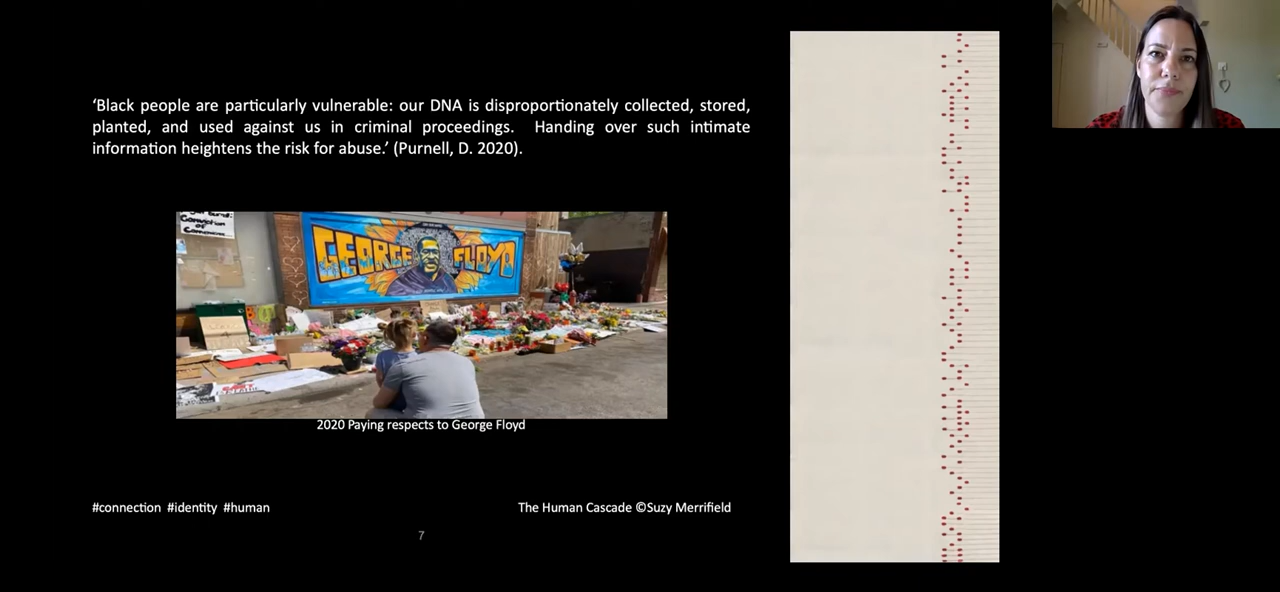 ‘Black people are particularly vulnerable: our DNA is disproportionately collected, stored,
planted, and used against us in criminal proceedings. Handing over such intimate
information heightens the risk for abuse.’ (Purnell, D. 2020).
GEORGE FLOYD
2020 Paying respects to George Floyd
#connection #identity #human
The Human Cascade ©Suzy Merrifield
7